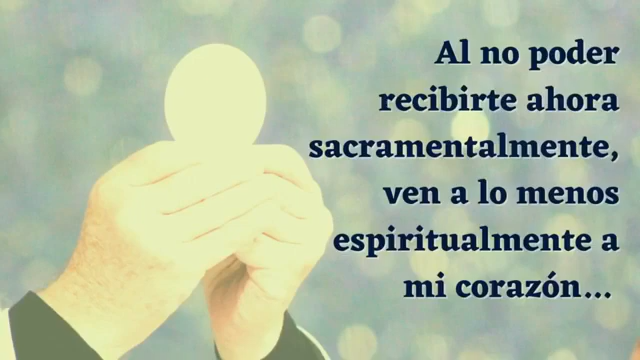 Al no poder
recibirte ahora
sacramentalmente,
ven a lo menos
espiritualmente a
mi corazón...